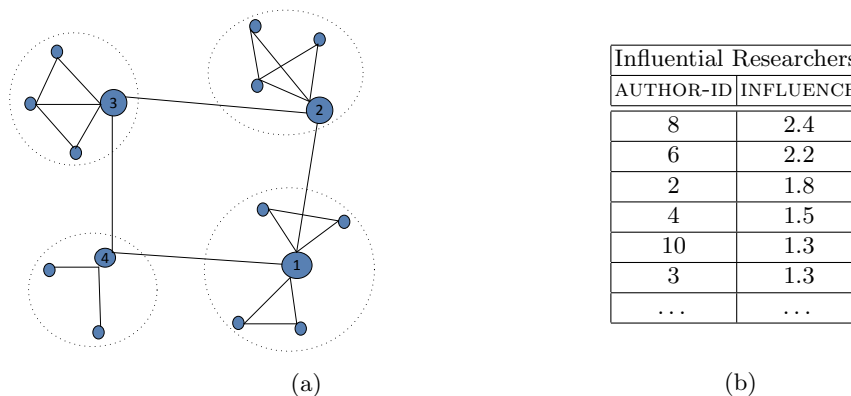 3
2
4
1
(a)
Influential Researchers
AUTHOR-ID INFLUENCE
8 2.4
6 2.2
2 1.8
4 1.5
10 1.3
3 1.3
... ...
(b)